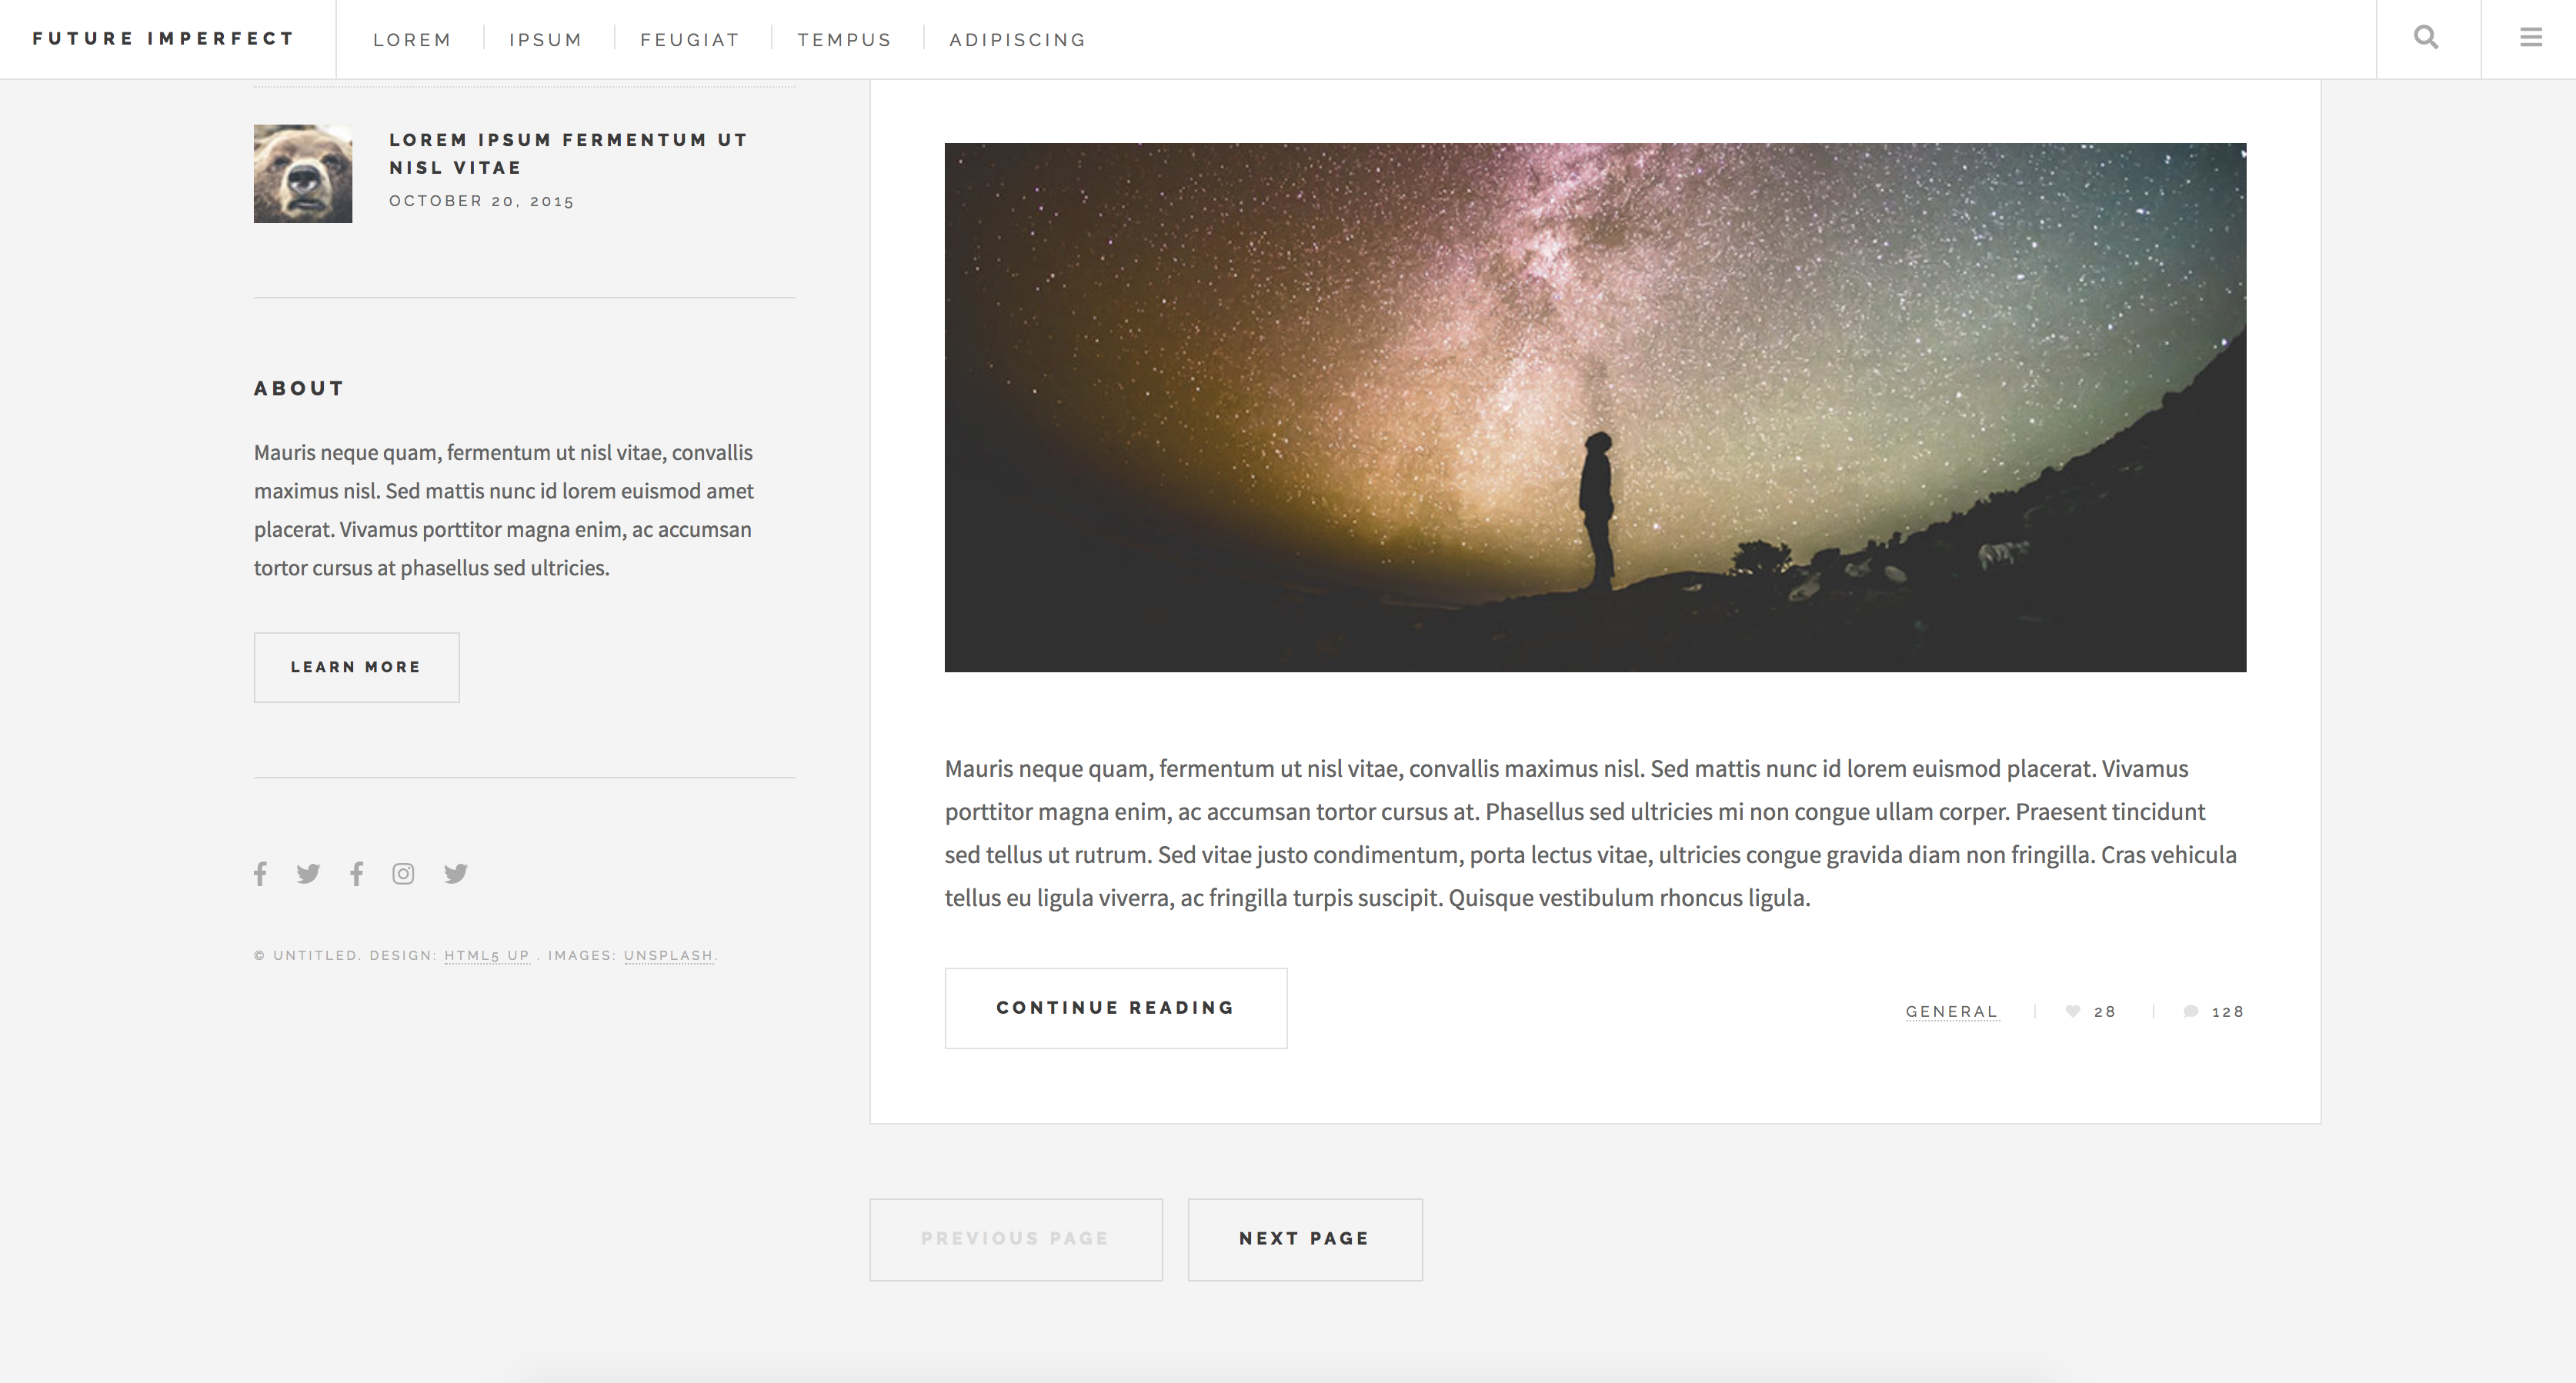 FUTURE IMPERFECT
LOREM
IPSUM
FEUGIAT
TEMPUS
ADIPISCING
LOREM IPSUM FERMENTUM UT
NISL VITAE
OCTOBER 20, 2015
ABOUT
Mauris neque quam, fermentum ut nisl vitae, convallis
maximus nisl. Sed mattis nunc id lorem euismod amet
placerat. Vivamus porttitor magna enim, ac accumsan
tortor cursus at phasellus sed ultricies.
LEARN MORE
© UNTITLED. DESIGN: HTML5 UP . IMAGES: UNSPLASH.
Mauris neque quam, fermentum ut nisl vitae, convallis maximus nisl. Sed mattis nunc id lorem euismod placerat. Vivamus
porttitor magna enim, ac accumsan tortor cursus at. Phasellus sed ultricies mi non congue ullam corper. Praesent tincidunt
sed tellus ut rutrum. Sed vitae justo condimentum, porta lectus vitae, ultricies congue gravida diam non fringilla. Cras vehicula
tellus eu ligula viverra, ac fringilla turpis suscipit. Quisque vestibulum rhoncus ligula.
CONTINUE READING
GENERAL
28
128
PREVIOUS PAGE
NEXT PAGE